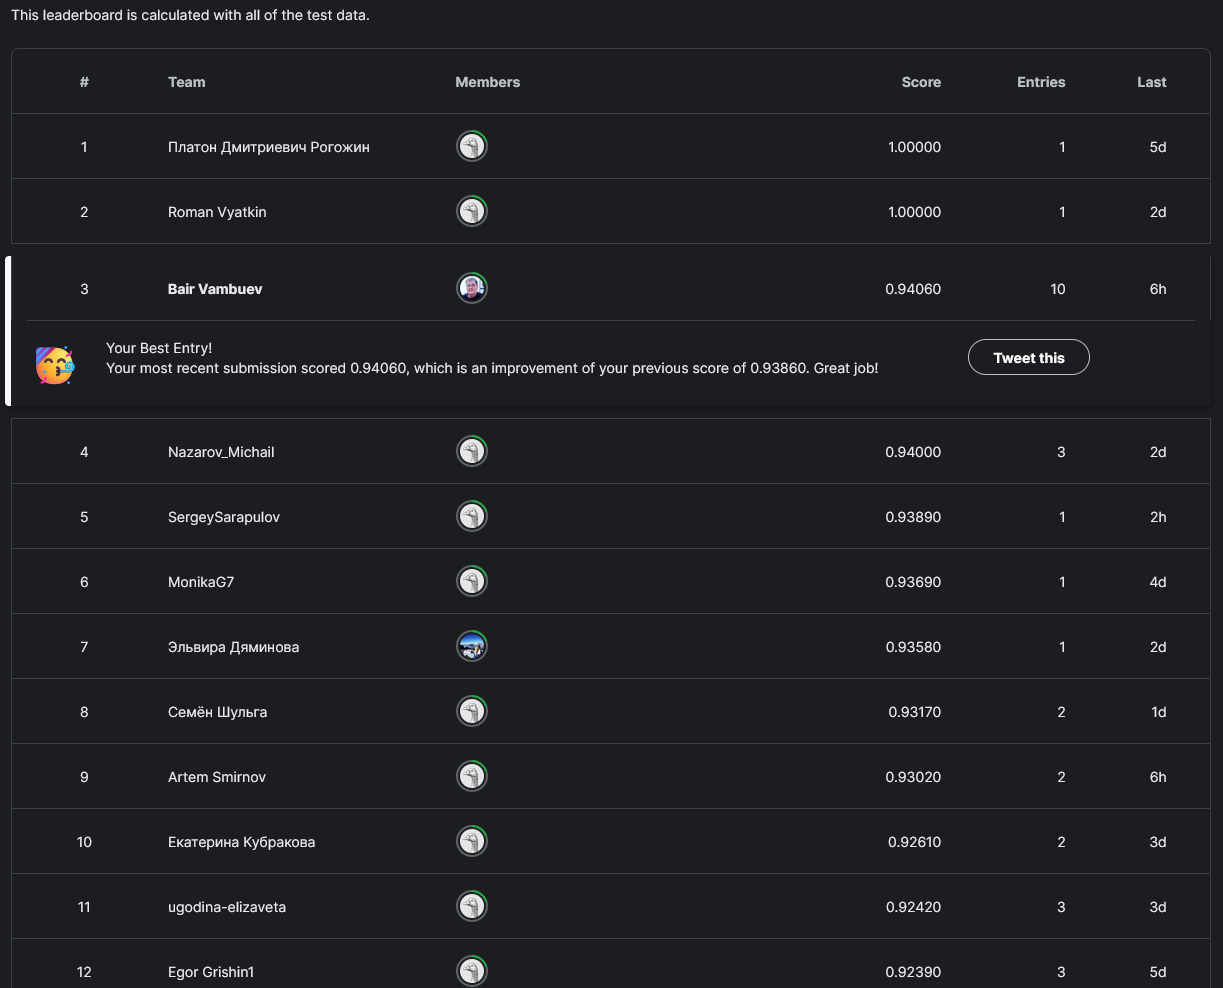 This leaderboard is calculated with all of the test data.
# Team Members Score Entries Last
1 Платон Дмитриевич Рогожин 1.00000 1 5d
2 Roman Vyatkin 1.00000 1 2d
3 Bair Vambuev 0.94060 10 6h
Your Best Entry!
Your most recent submission scored 0.94060, which is an improvement of your previous score of 0.93860. Great job!
Tweet this
4 Nazarov_Michail 0.94000 3 2d
5 SergeySarapulov 0.93890 1 2h
6 MonikaG7 0.93690 1 4d
7 Эльвира Дяминова 0.93580 1 2d
8 Семён Шульга 0.93170 2 1d
9 Artem Smirnov 0.93020 2 6h
10 Екатерина Кубракова 0.92610 2 3d
11 ugodina-elizaveta 0.92420 3 3d
12 Egor Grishin1 0.92390 3 5d